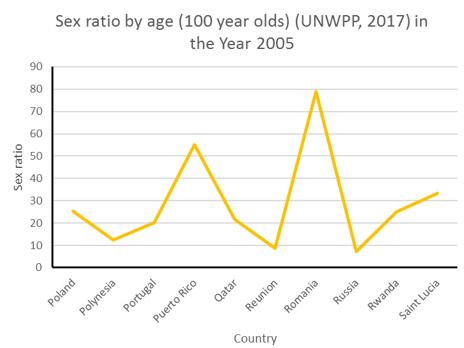 Sex ratio by age (100 year olds) (UNWPP, 2017) in
the Year 2005
90
80
70
60
50
40
30
20
10
0
Sex ratio
Poland
Polynesia
Portugal
Puerto Rico
Qatar
Reunion
Romania
Russia
Rwanda
Saint Lucia
Country